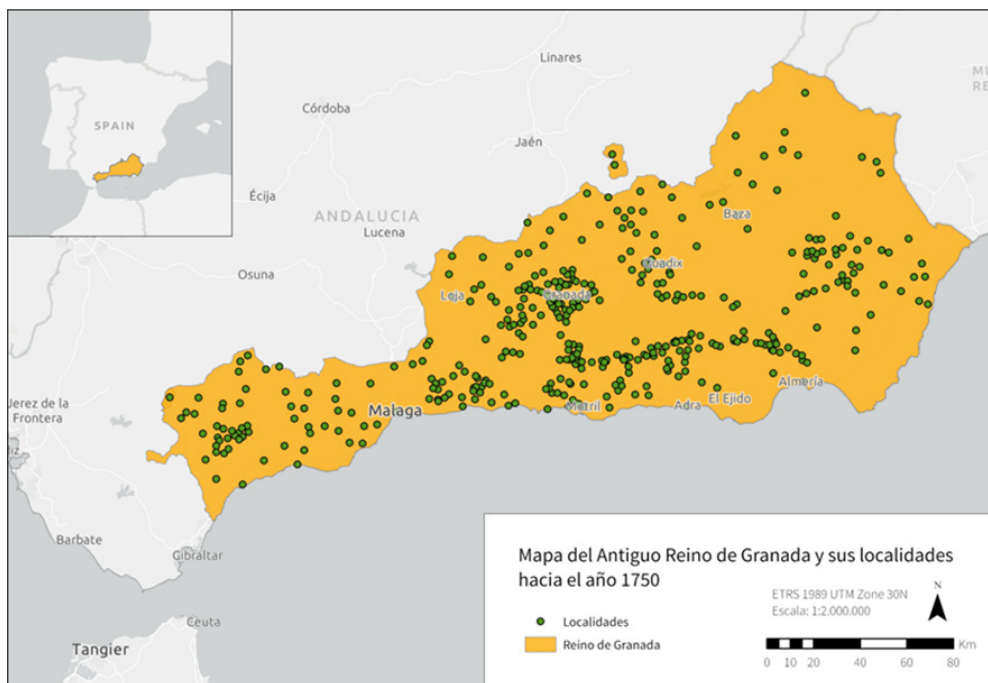 SPAIN
Linares
MU
RE
Córdoba
Jaén
Écija
ANDALUCIA
Lucena
Baza
Osuna
Guadix
Loja
Granada
Almería
Jerez de la
Frontera
Malaga
Motril
Adra
El Ejido
Barbate
Gibraltar
Ceuta
Tangier
Mapa del Antiguo Reino de Granada y sus localidades
hacia el año 1750
ETRS 1989 UTM Zone 30N
Escala: 1:2.000.000
N
Localidades
Reino de Granada
Km
0 10 20 40 60 80